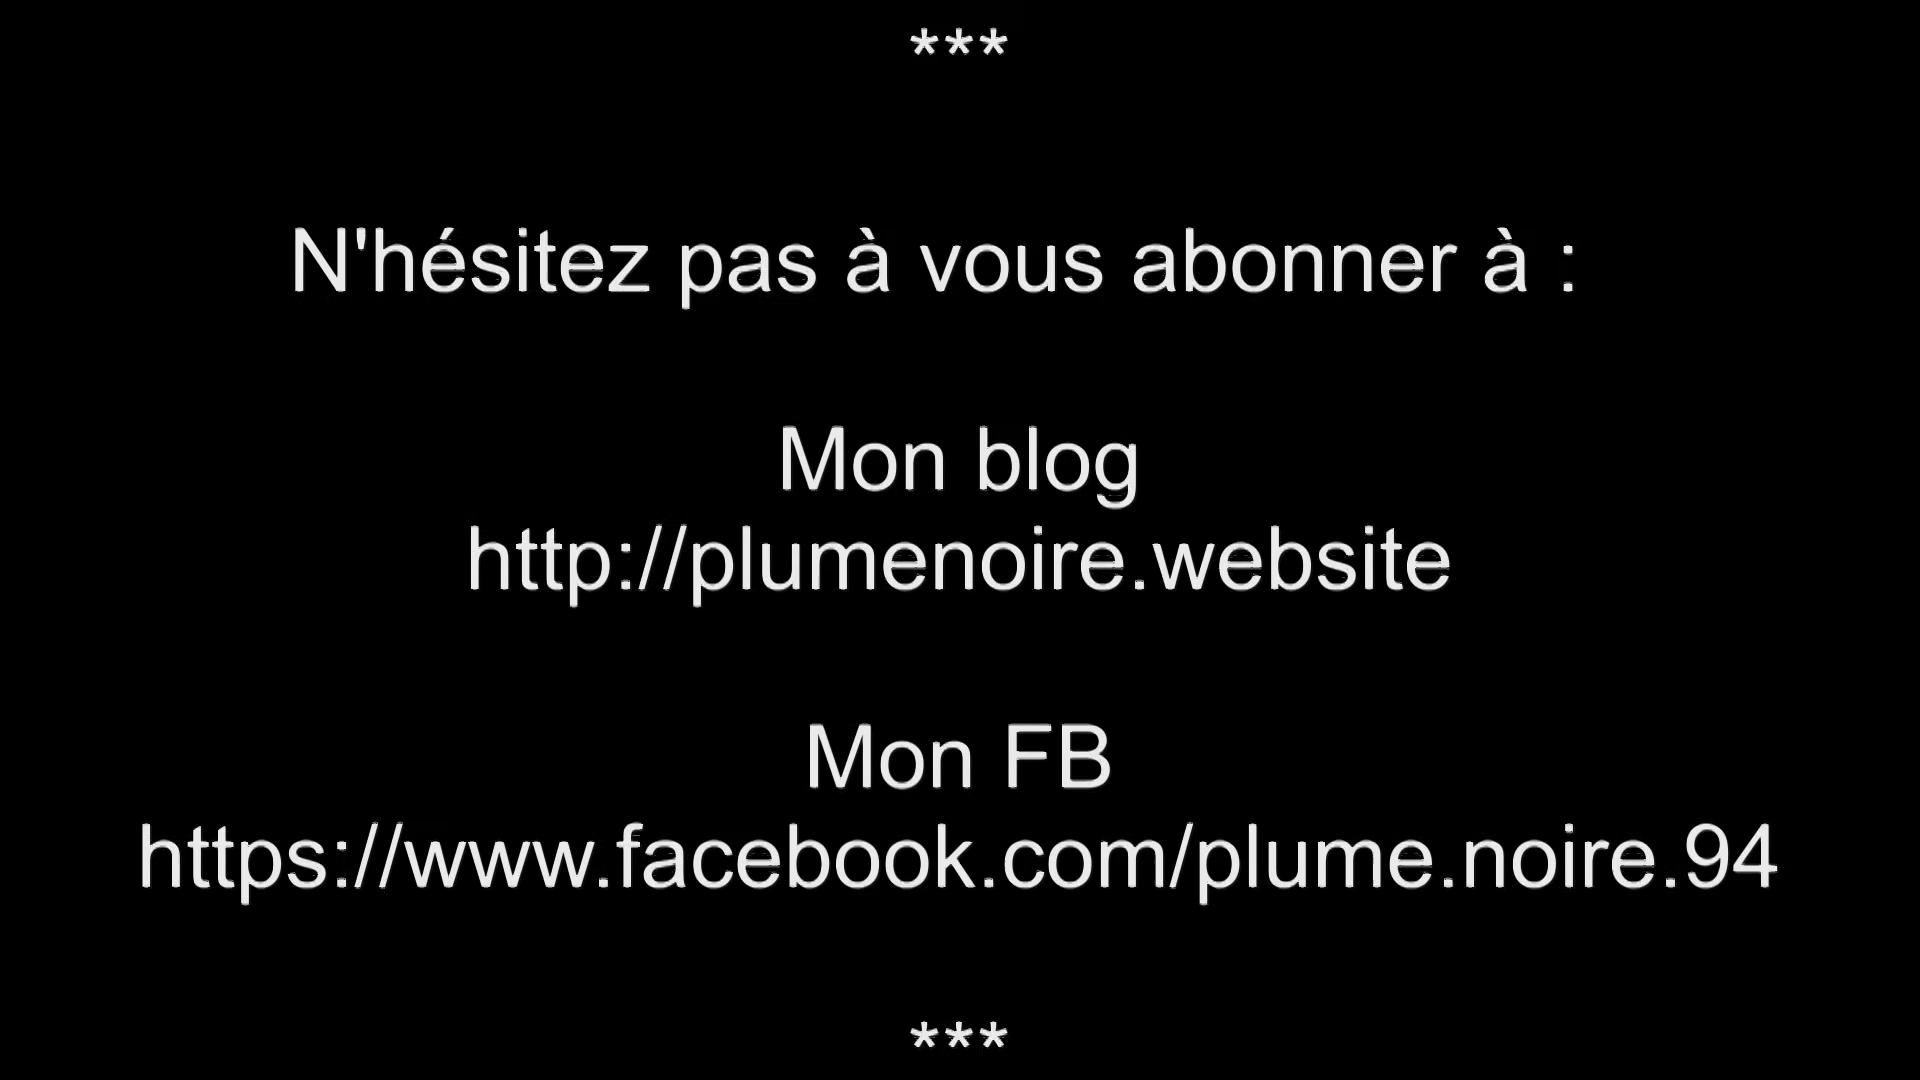 ***
N'hésitez pas à vous abonner à :
Mon blog
http://plumenoire.website
Mon FB
https://www.facebook.com/plume.noire.94
***